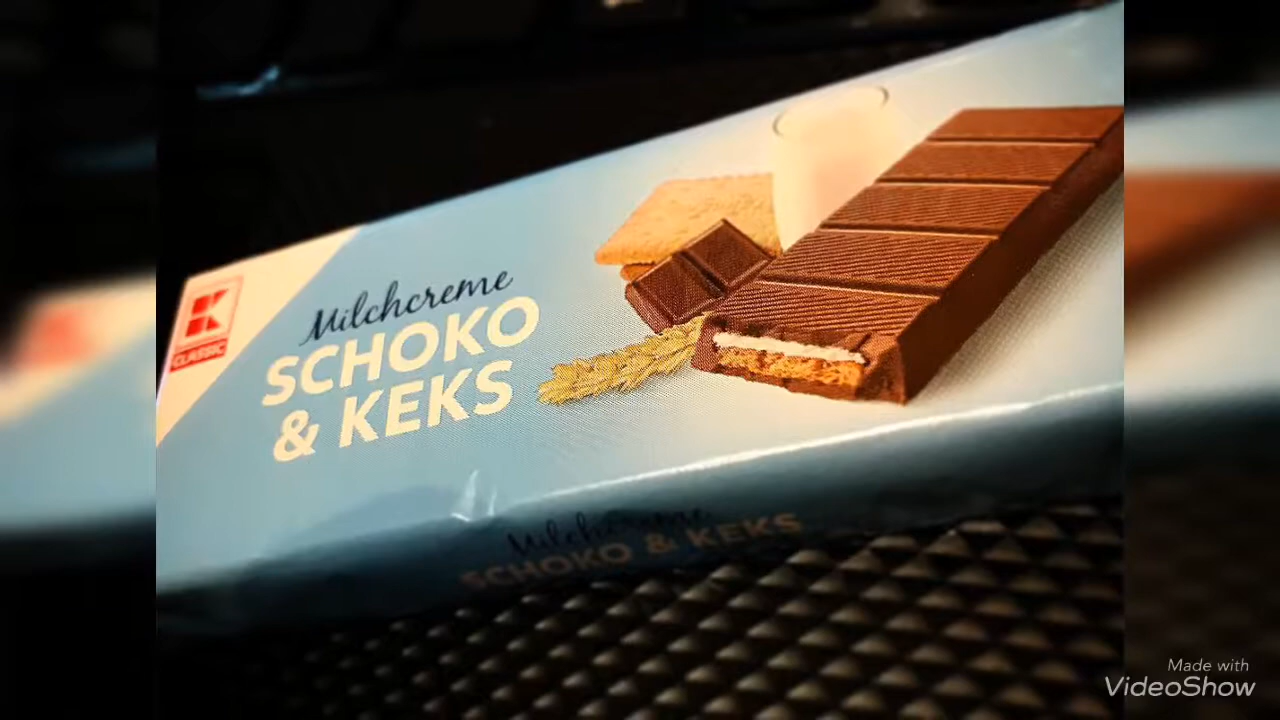 K
CLASSIC
Milchcreme
SCHOKO
& KEKS
Milchcreme
SCHOKO & KEKS
Made with
VideoShow